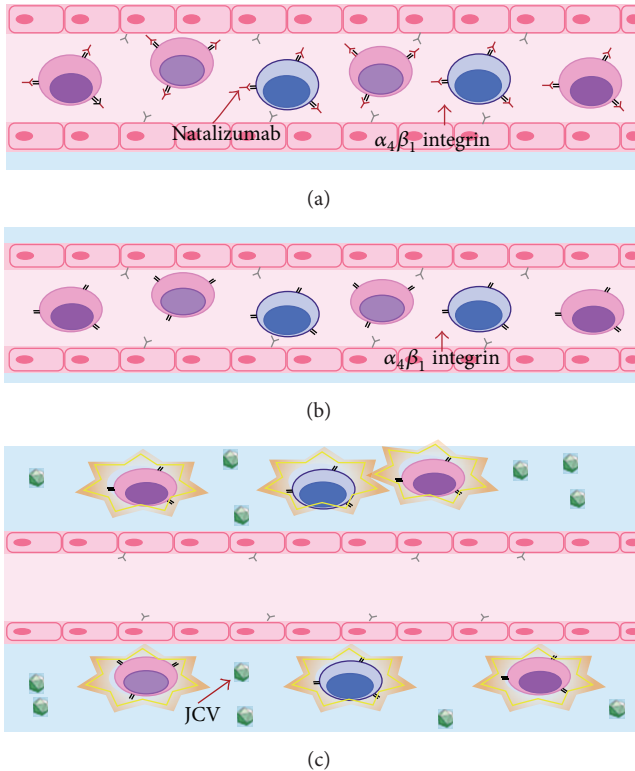 Natalizumab
α₄β₁ integrin
(a)
α₄β₁ integrin
(b)
JCV
(c)